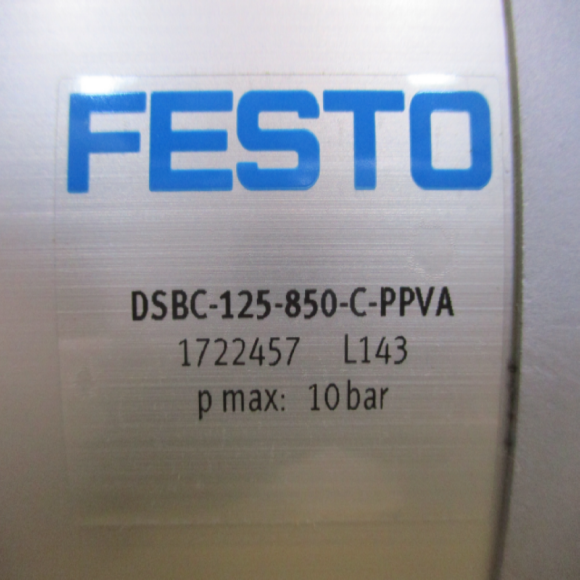 FESTO
DSBC-125-850-C-PPVA
1722457 L143
p max: 10 bar